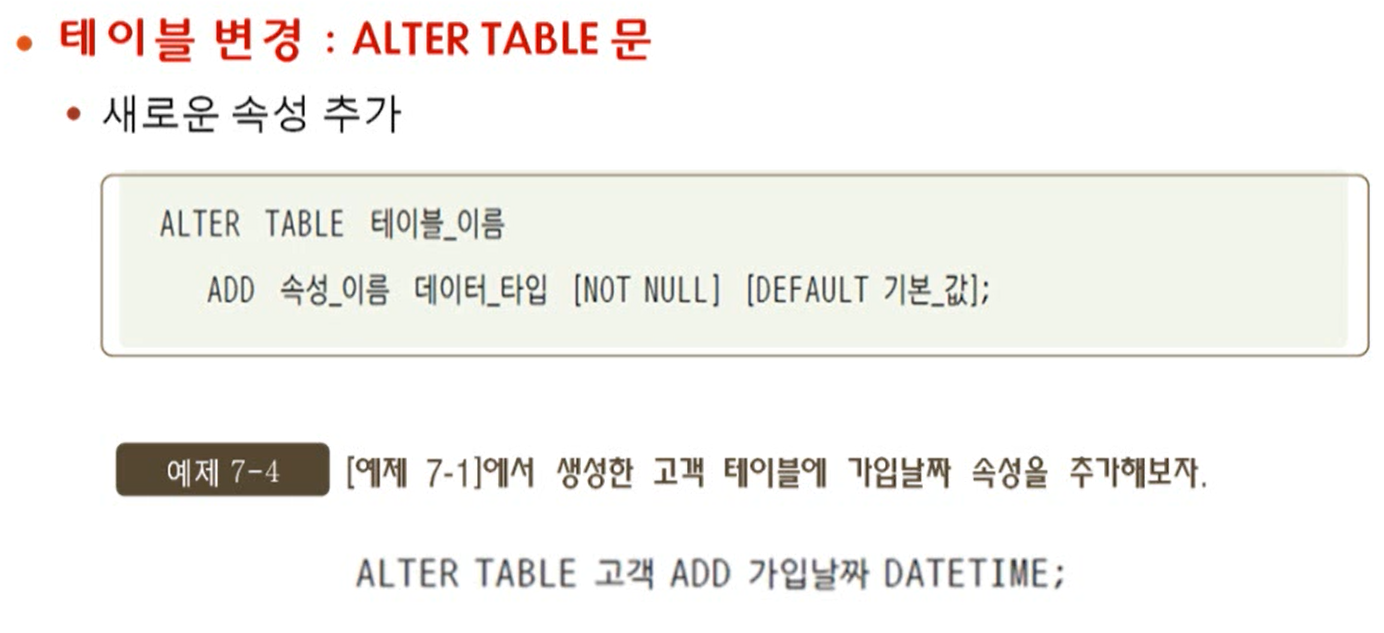 • 테이블 변경 : ALTER TABLE 문
• 새로운 속성 추가
ALTER TABLE 테이블_이름
ADD 속성_이름 데이터_타입 [NOT NULL] [DEFAULT 기본_값];
예제 7-4 [예제 7-1]에서 생성한 고객 테이블에 가입날짜 속성을 추가해보자.
ALTER TABLE 고객 ADD 가입날짜 DATETIME;